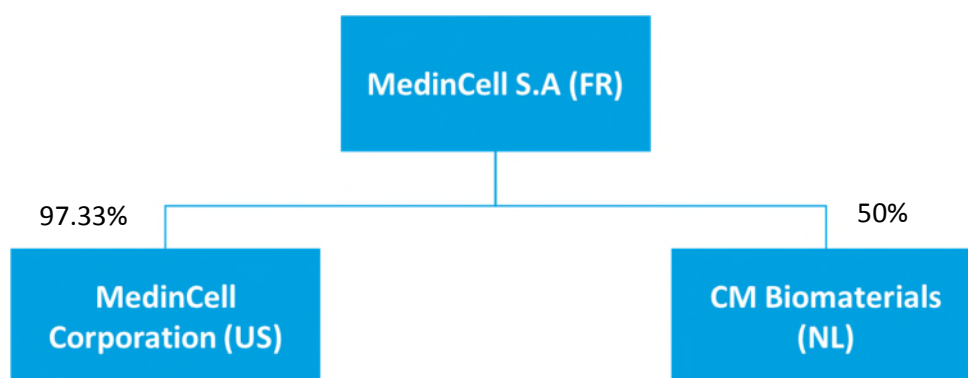 MedinCell S.A (FR)
97.33%
50%
MedinCell
Corporation (US)
CM Biomaterials
(NL)